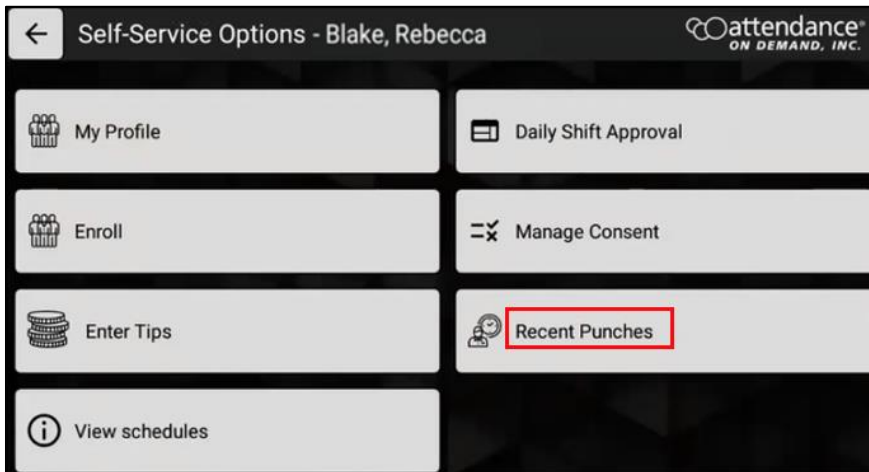 Self-Service Options - Blake, Rebecca
attendance®
ON DEMAND, INC.
My Profile
Daily Shift Approval
Enroll
Manage Consent
Enter Tips
Recent Punches
View schedules